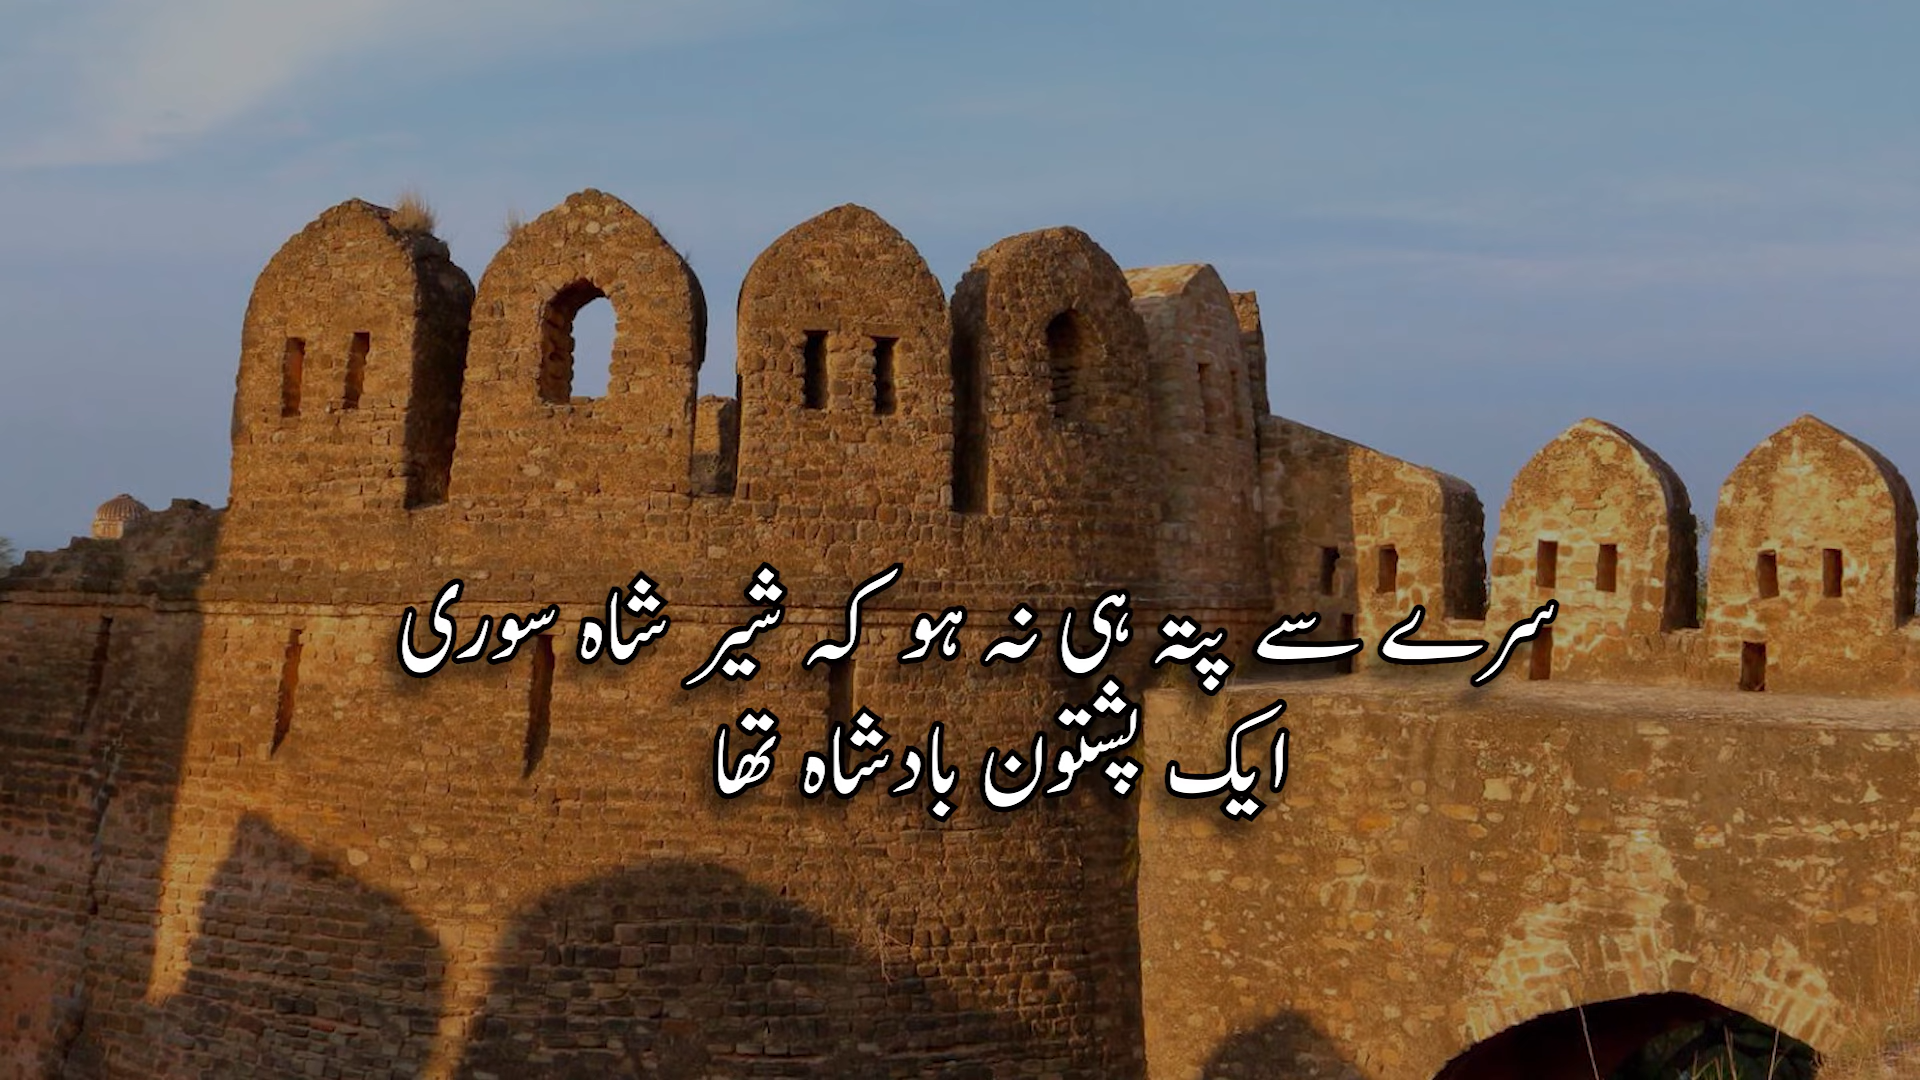 سرے سے پتہ ہی نہ ہو کہ شیر شاہ سوری
ایک پشتون بادشاہ تھا